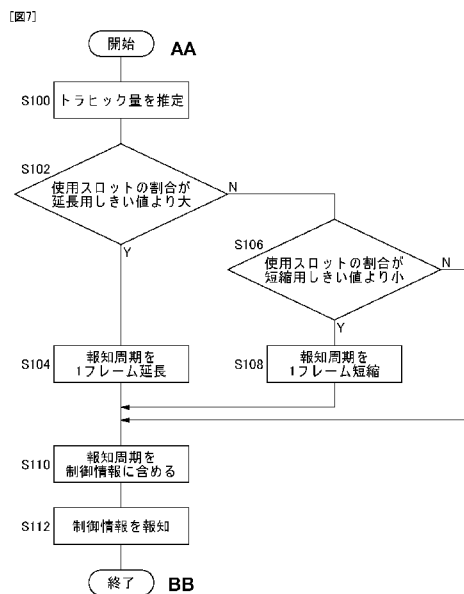 [図7]
開始 AA
S100 トラヒック量を推定
S102
使用スロットの割合が
延長用しきい値より大
N
Y
S106
使用スロットの割合が
短縮用しきい値より小
N
Y
S104
報知周期を
1フレーム延長
S108
報知周期を
1フレーム短縮
S110
報知周期を
制御情報に含める
S112 制御情報を報知
終了 BB